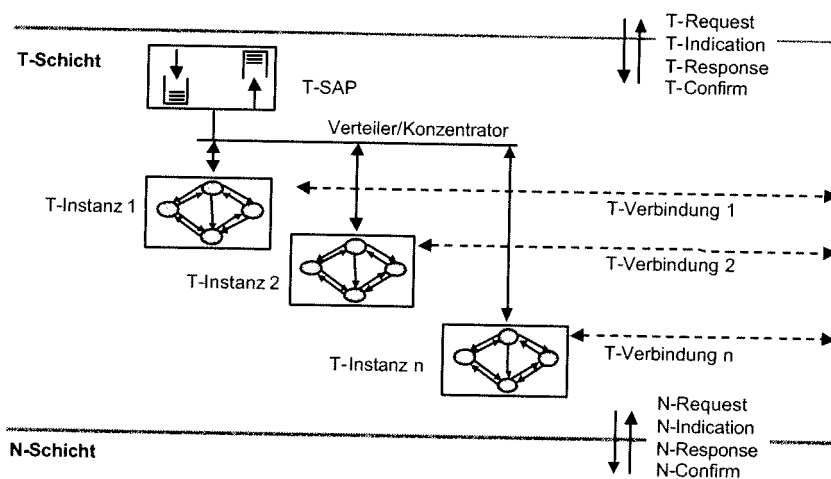 T-Request
T-Indication
T-Response
T-Confirm
T-Schicht
T-SAP
Verteiler/Konzentrator
T-Instanz 1
T-Verbindung 1
T-Instanz 2
T-Verbindung 2
T-Instanz n
T-Verbindung n
N-Request
N-Indication
N-Response
N-Confirm
N-Schicht